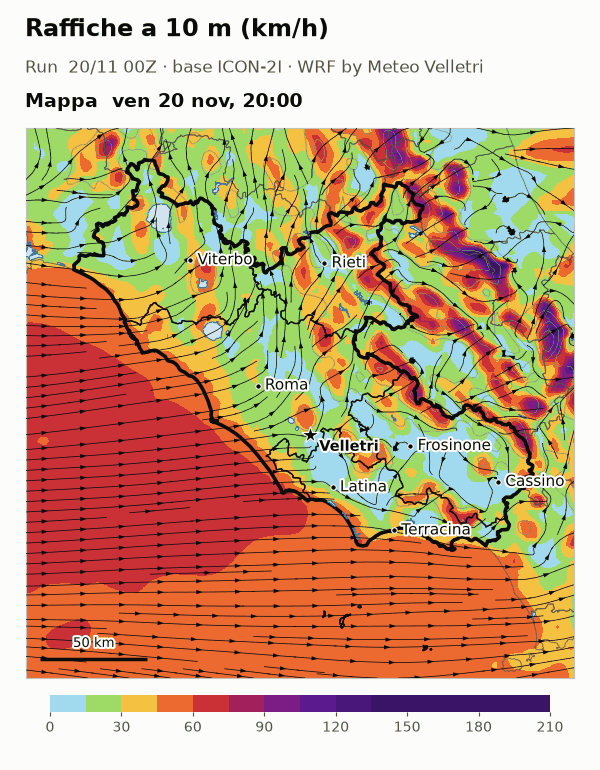 Raffiche a 10 m (km/h)
Run  20/11 00Z · base ICON-2I · WRF by Meteo Velletri
Mappa  ven 20 nov, 20:00
Viterbo
Rieti
Roma
Velletri
Frosinone
Cassino
Latina
Terracina
50 km
0 30 60 90 120 150 180 210